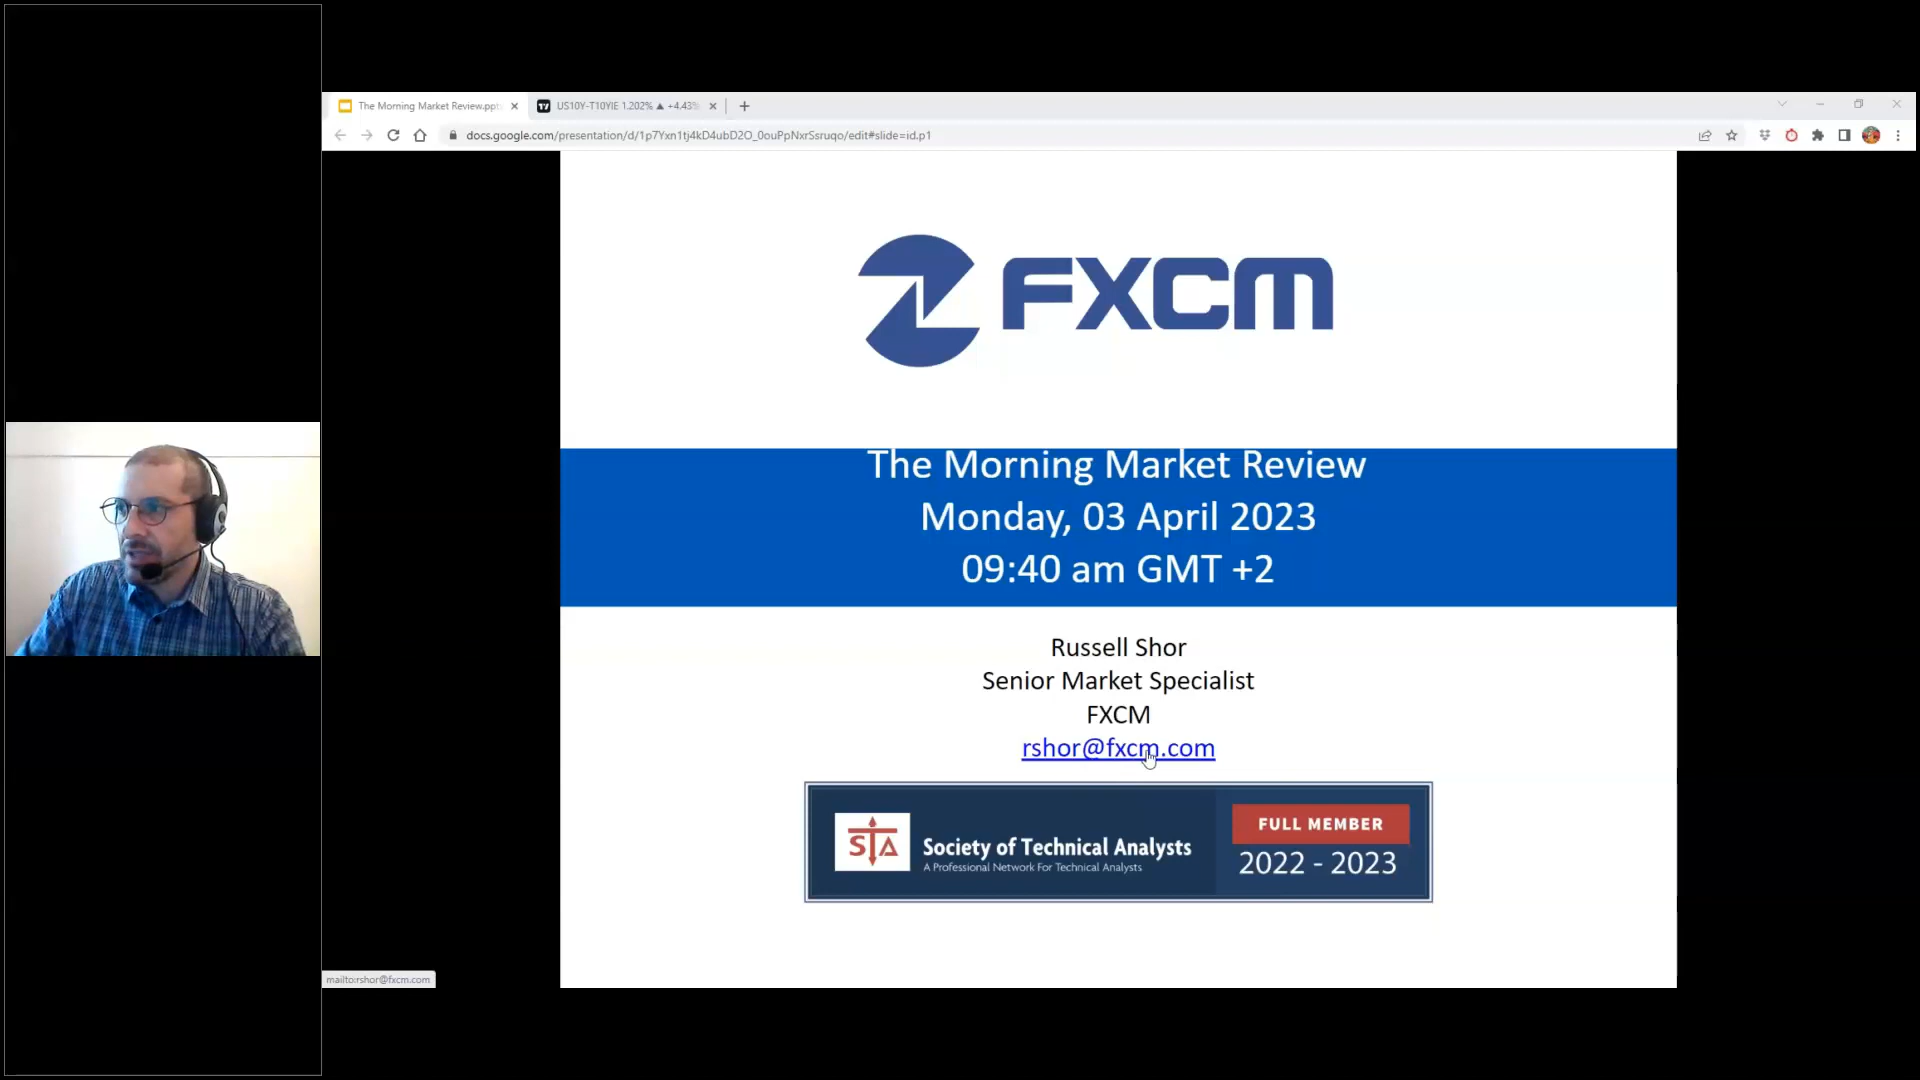 The Morning Market Review.ppt
US10Y-T10YIE 1.202% ▲ +4.43%
docs.google.com/presentation/d/1p7Yxn1tj4kD4ubD2O_0ouPpNxrSsruqo/edit#slide=id.p1
FXCM
The Morning Market Review
Monday, 03 April 2023
09:40 am GMT +2
Russell Shor
Senior Market Specialist
FXCM
rshor@fxcm.com
STA
Society of Technical Analysts
A Professional Network For Technical Analysts
FULL MEMBER
2022 - 2023
mailto:rshor@fxcm.com